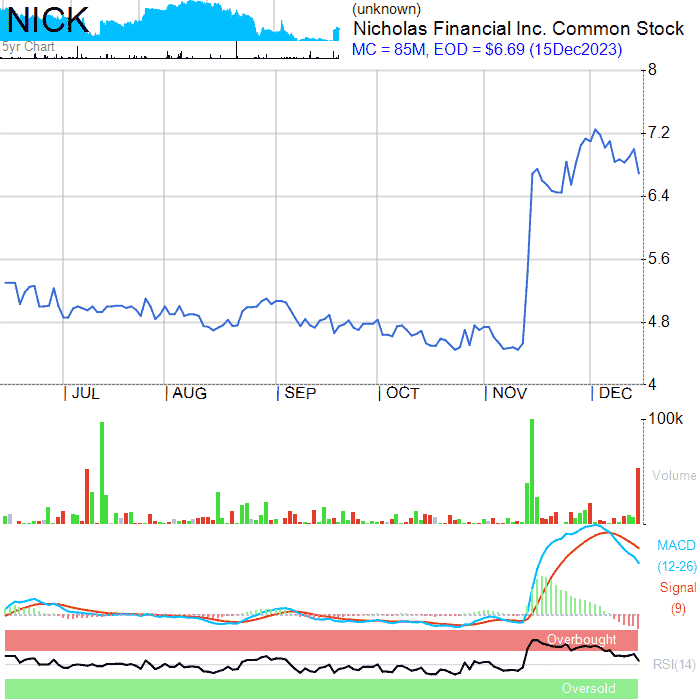 NICK
5yr Chart
(unknown)
Nicholas Financial Inc. Common Stock
MC = 85M, EOD = $6.69 (15Dec2023)
8
7.2
6.4
5.6
4.8
4
JUL AUG SEP OCT NOV DEC
100k
Volume
MACD
(12-26)
Signal
(9)
Overbought
RSI(14)
Oversold